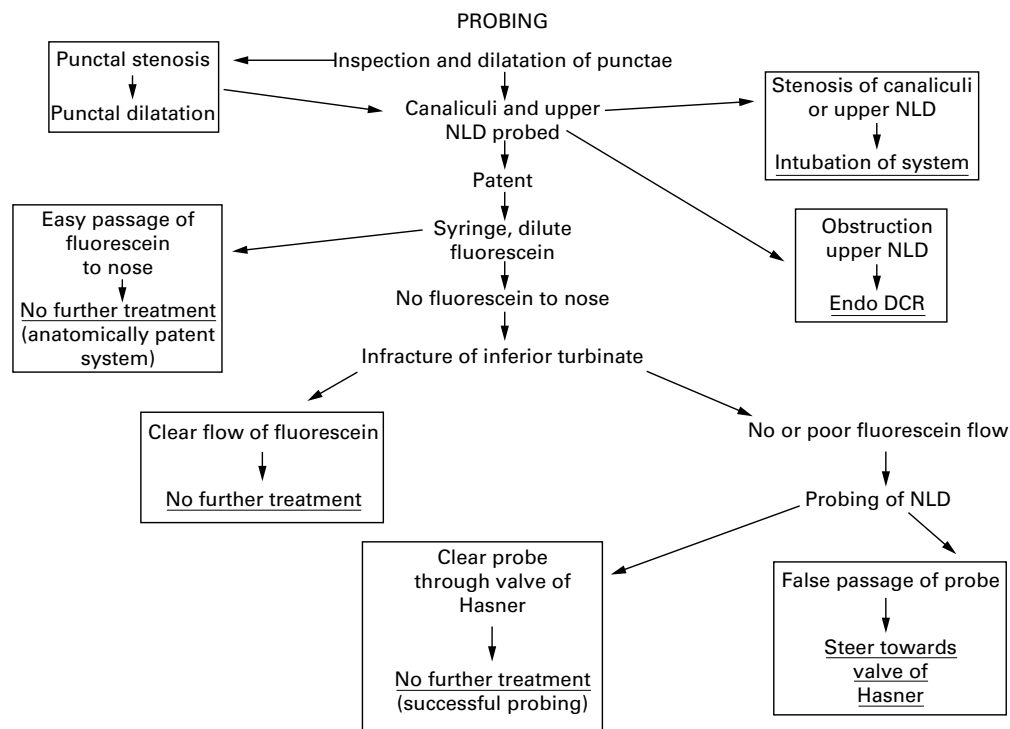 PROBING
Inspection and dilatation of punctae
Punctal stenosis
Punctal dilatation
Canaliculi and upper
NLD probed
Stenosis of canaliculi
or upper NLD
Intubation of system
Patent
Easy passage of
fluorescein
to nose
No further treatment
(anatomically patent
system)
Syringe, dilute
fluorescein
Obstruction
upper NLD
Endo DCR
No fluorescein to nose
Infracture of inferior turbinate
Clear flow of fluorescein
No further treatment
No or poor fluorescein flow
Probing of NLD
Clear probe
through valve of
Hasner
No further treatment
(successful probing)
False passage of probe
Steer towards
valve of
Hasner